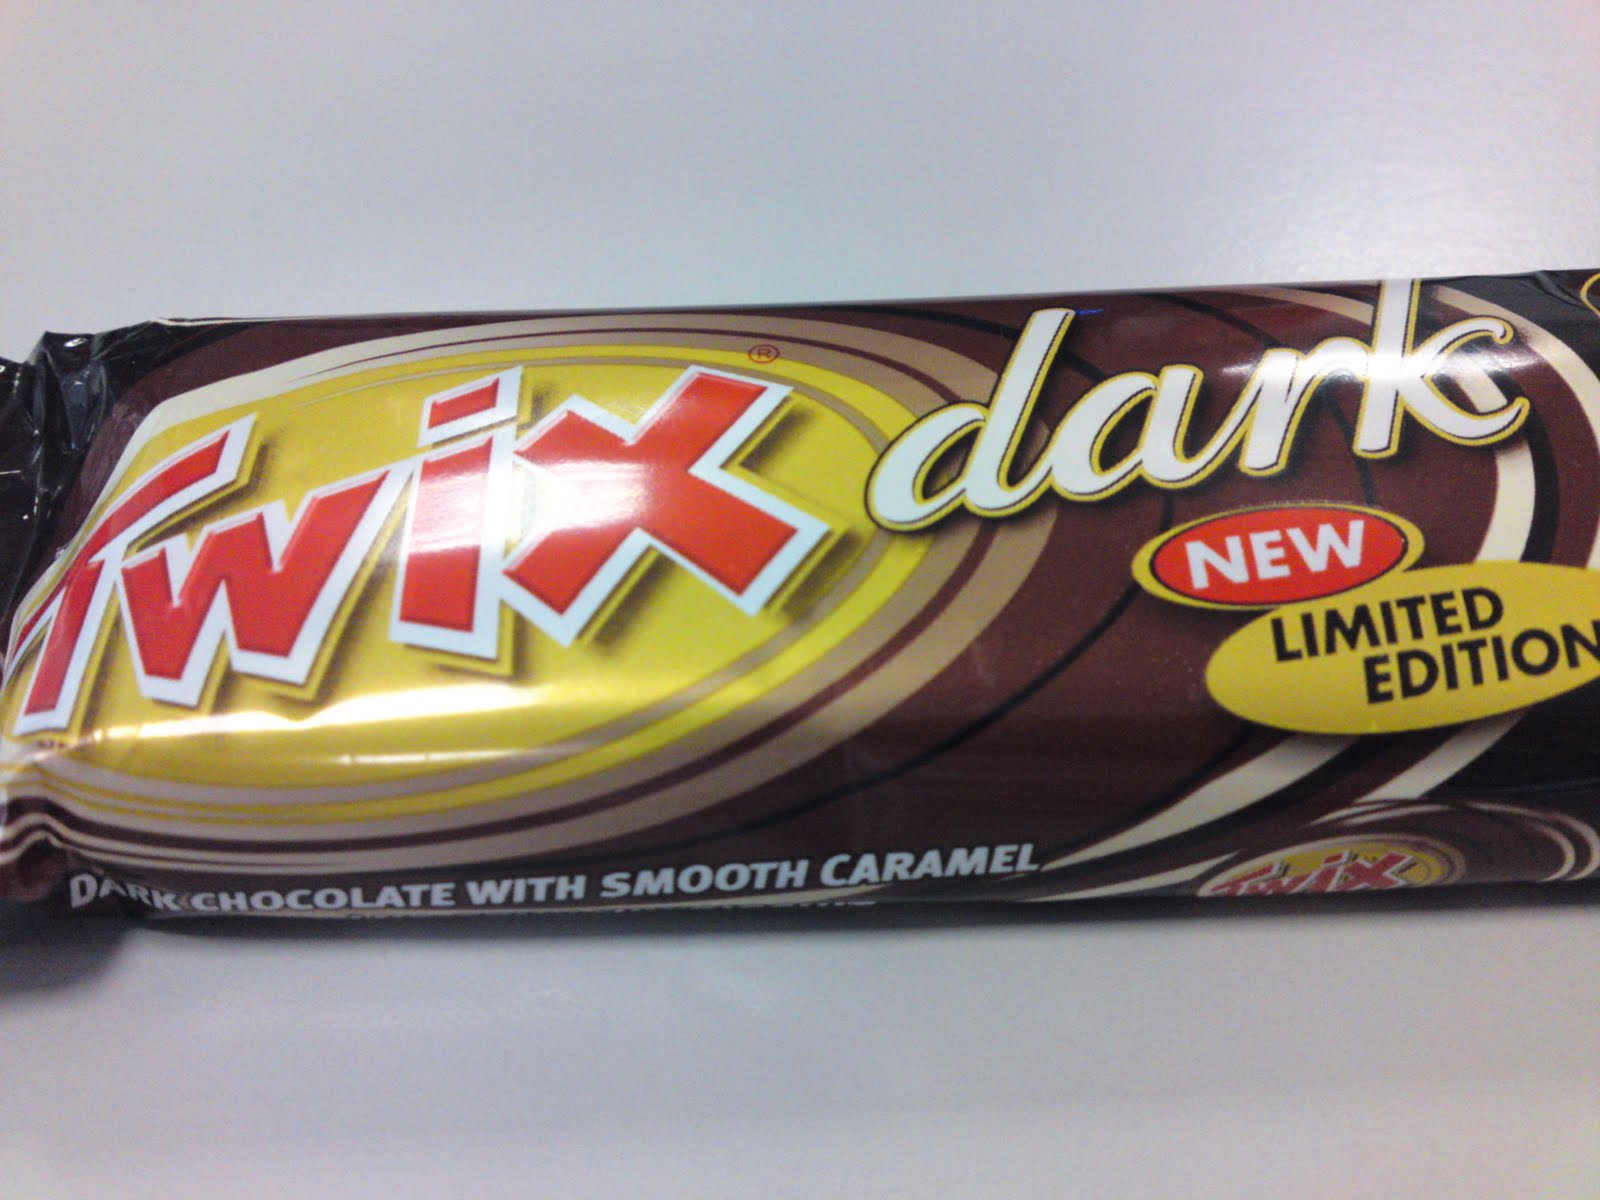 Twix®
dark
NEW
LIMITED
EDITION
DARK CHOCOLATE WITH SMOOTH CARAMEL
Twix